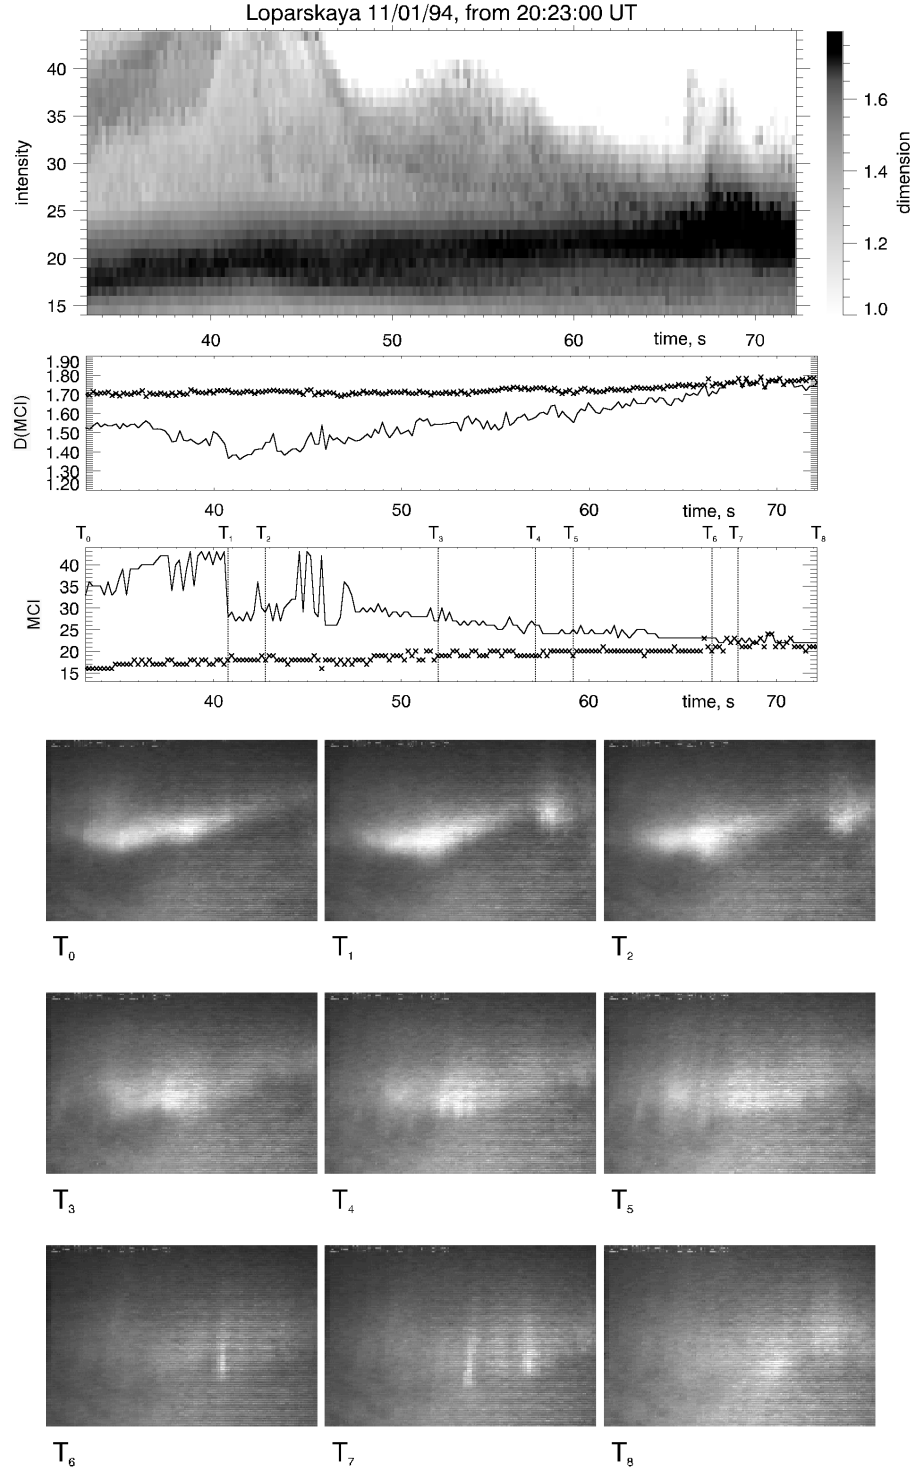 Loparskaya 11/01/94, from 20:23:00 UT
intensity
40
35
30
25
20
15
1.6
1.4
1.2
1.0
dimension
40 50 60 time, s 70
D(MCI)
1.90
1.80
1.70
1.60
1.50
1.40
1.30
1.20
40 50 60 time, s 70
T₀ T₁ T₂ T₃ T₄ T₅ T₆ T₇ T₈
MCI
40
35
30
25
20
15
40 50 60 time, s 70
T₀ T₁ T₂
T₃ T₄ T₅
T₆ T₇ T₈